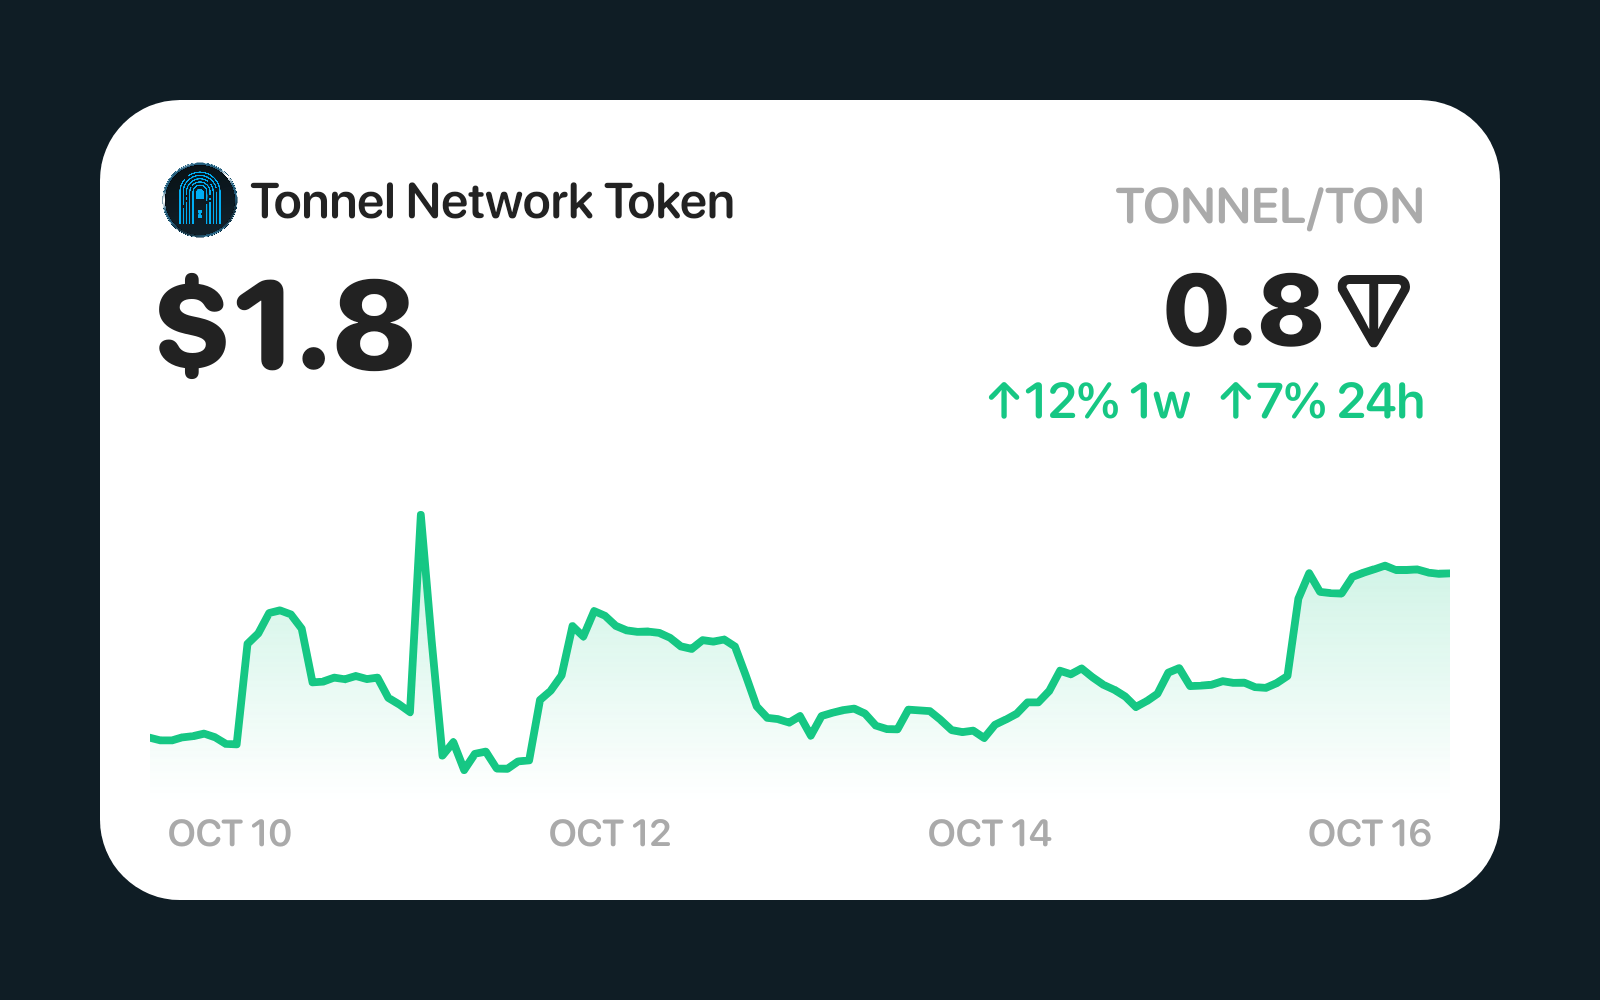 Tonnel Network Token
TONNEL/TON
$1.8
0.8
↑12% 1w ↑7% 24h
OCT 10
OCT 12
OCT 14
OCT 16